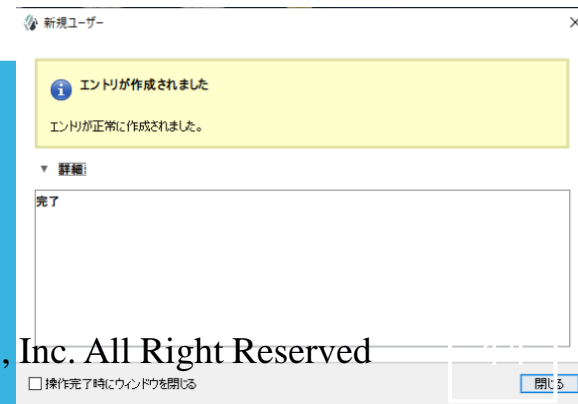 新規ユーザー
エントリが作成されました
エントリが正常に作成されました。
詳細:
完了
, Inc. All Right Reserved
操作完了時にウィンドウを閉じる
閉じる